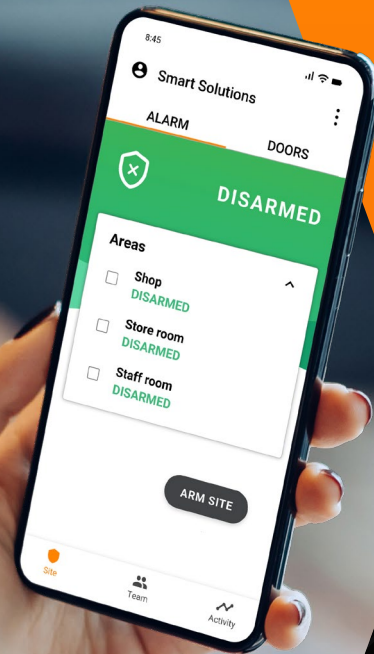 8:45
Smart Solutions
ALARM
DOORS
DISARMED
Areas
Shop
DISARMED
Store room
DISARMED
Staff room
DISARMED
ARM SITE
Site
Team
Activity